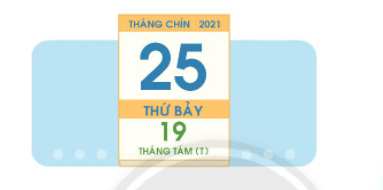 THÁNG CHÍN 2021
25
THỨ BẢY
19
THÁNG TÁM (T)